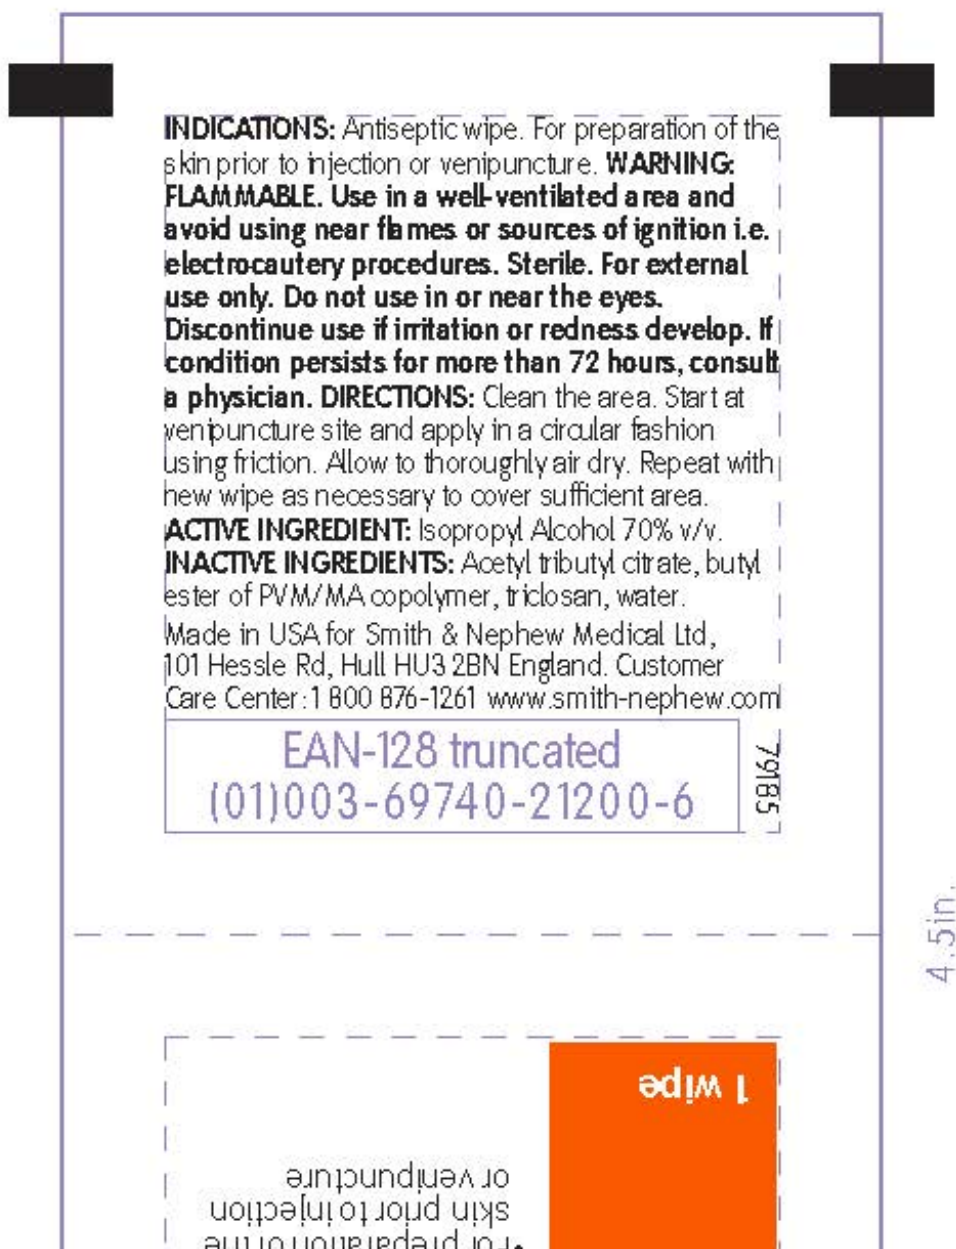 INDICATIONS: Antiseptic wipe. For preparation of the
skin prior to injection or venipuncture. WARNING:
FLAMMABLE. Use in a well-ventilated area and
avoid using near flames or sources of ignition i.e.
electrocautery procedures. Sterile. For external
use only. Do not use in or near the eyes.
Discontinue use if irritation or redness develop. If
condition persists for more than 72 hours, consult
a physician. DIRECTIONS: Clean the area. Start at
venipuncture site and apply in a circular fashion
using friction. Allow to thoroughly air dry. Repeat with
new wipe as necessary to cover sufficient area.
ACTIVE INGREDIENT: Isopropyl Alcohol 70% v/v.
INACTIVE INGREDIENTS: Acetyl tributyl citrate, butyl
ester of PVM/MA copolymer, triclosan, water.
Made in USA for Smith & Nephew Medical Ltd,
101 Hessle Rd, Hull HU3 2BN England. Customer
Care Center: 1 800 876-1261 www.smith-nephew.com
EAN-128 truncated
(01)003-69740-21200-6
79185
4.5in.
1 wipe
• For preparation of the
skin prior to injection
or venipuncture